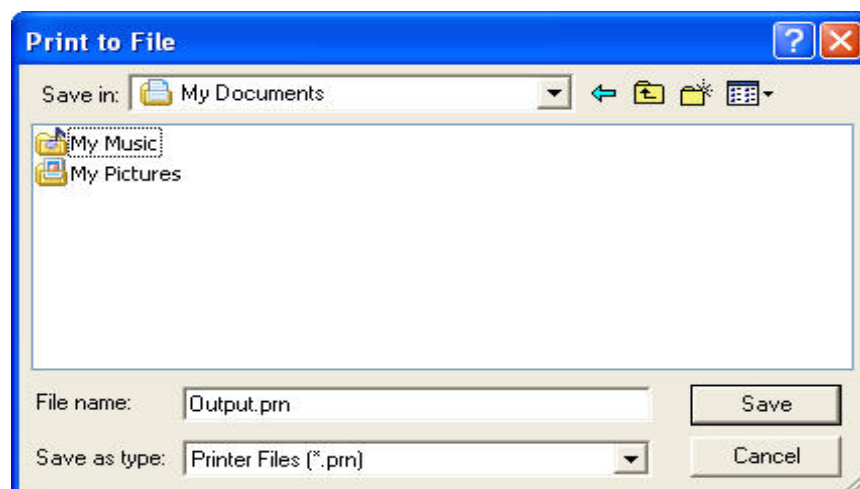 Print to File
Save in: My Documents
My Music
My Pictures
File name: Output.prn Save
Save as type: Printer Files (*.prn) Cancel